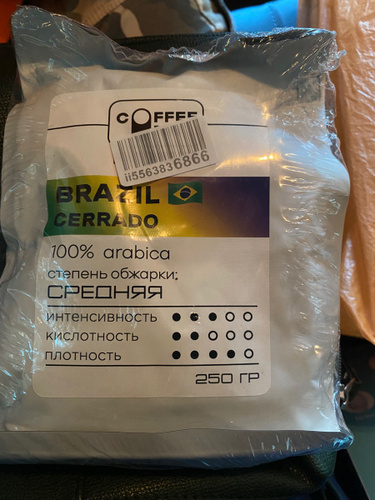 COFFEE
ii5563836866
BRAZIL
CERRADO
100% arabica
степень обжарки:
СРЕДНЯЯ
интенсивность
кислотность
плотность
250 ГР